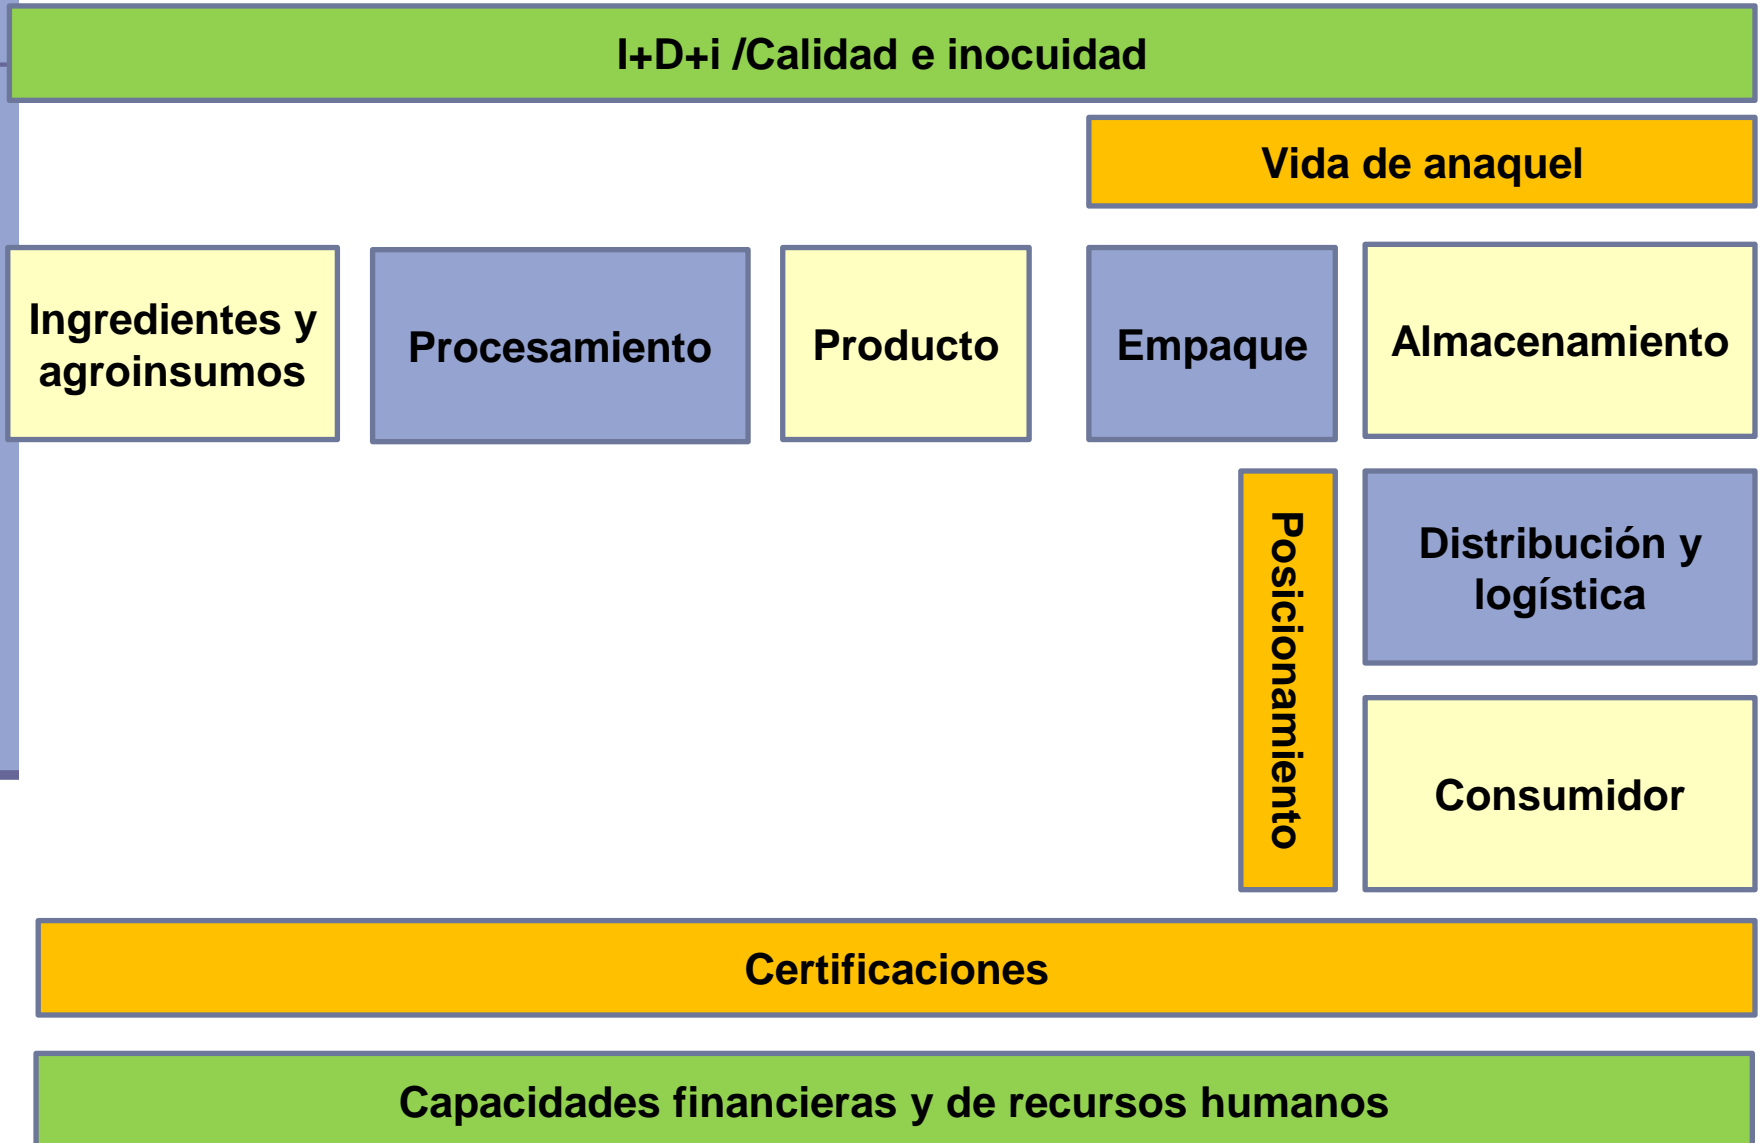 I+D+i /Calidad e inocuidad
Vida de anaquel
Ingredientes y
agroinsumos
Procesamiento
Producto
Empaque
Almacenamiento
Posicionamiento
Distribución y
logística
Consumidor
Certificaciones
Capacidades financieras y de recursos humanos